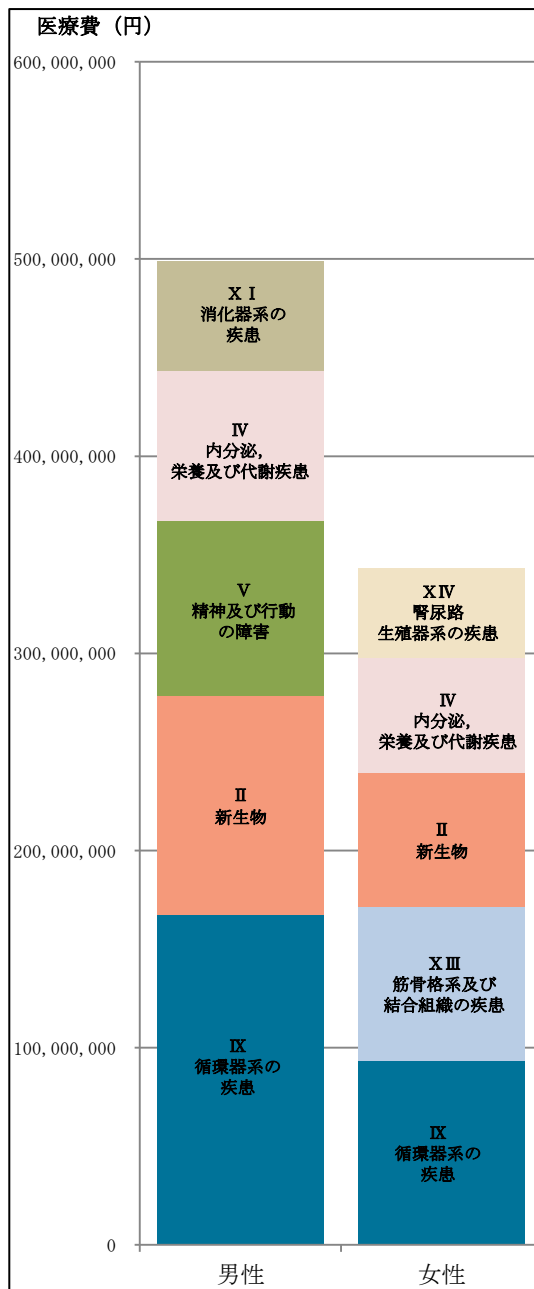 医療費（円）
600,000,000
500,000,000
400,000,000
300,000,000
200,000,000
100,000,000
0
ＸⅠ
消化器系の
疾患
Ⅳ
内分泌，
栄養及び代謝疾患
Ⅴ
精神及び行動
の障害
Ⅱ
新生物
Ⅸ
循環器系の
疾患
男性
ＸⅣ
腎尿路
生殖器系の疾患
Ⅳ
内分泌，
栄養及び代謝疾患
Ⅱ
新生物
ＸⅢ
筋骨格系及び
結合組織の疾患
Ⅸ
循環器系の
疾患
女性